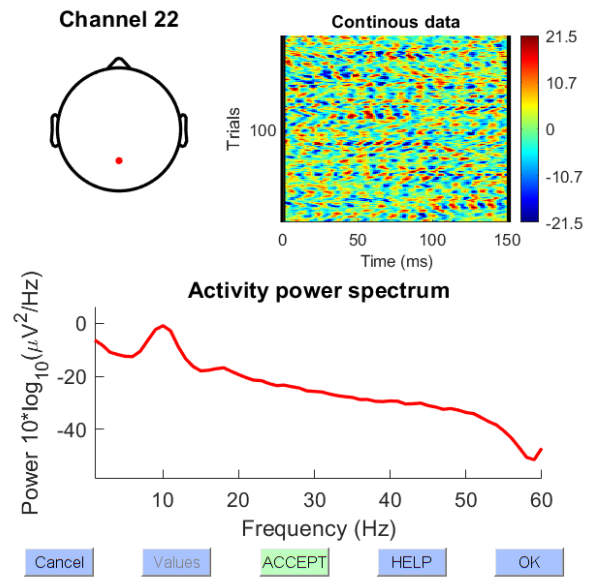 Channel 22
Continous data
Trials
100
21.5
10.7
0
-10.7
-21.5
0
50
100
150
Time (ms)
Activity power spectrum
Power 10*log10(μV2/Hz)
0
-20
-40
10
20
30
40
50
60
Frequency (Hz)
Cancel
Values
ACCEPT
HELP
OK